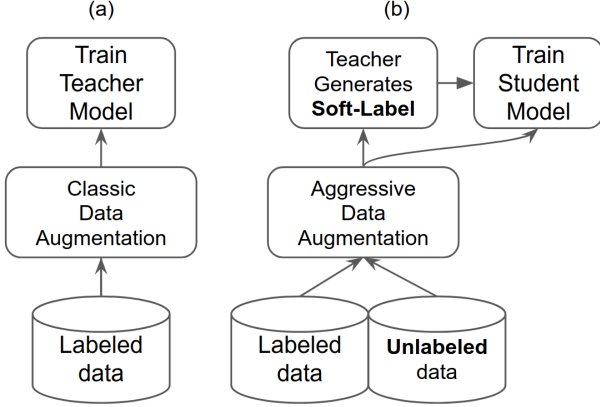 (a)
Train
Teacher
Model
Classic
Data
Augmentation
Labeled
data
(b)
Teacher
Generates
Soft-Label
Train
Student
Model
Aggressive
Data
Augmentation
Labeled
data
Unlabeled
data